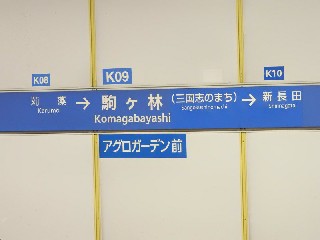 K08
K09
K10
苅藻 → 駒ヶ林 (三国志のまち) → 新長田
Karumo
Komagabayashi
アグロガーデン前